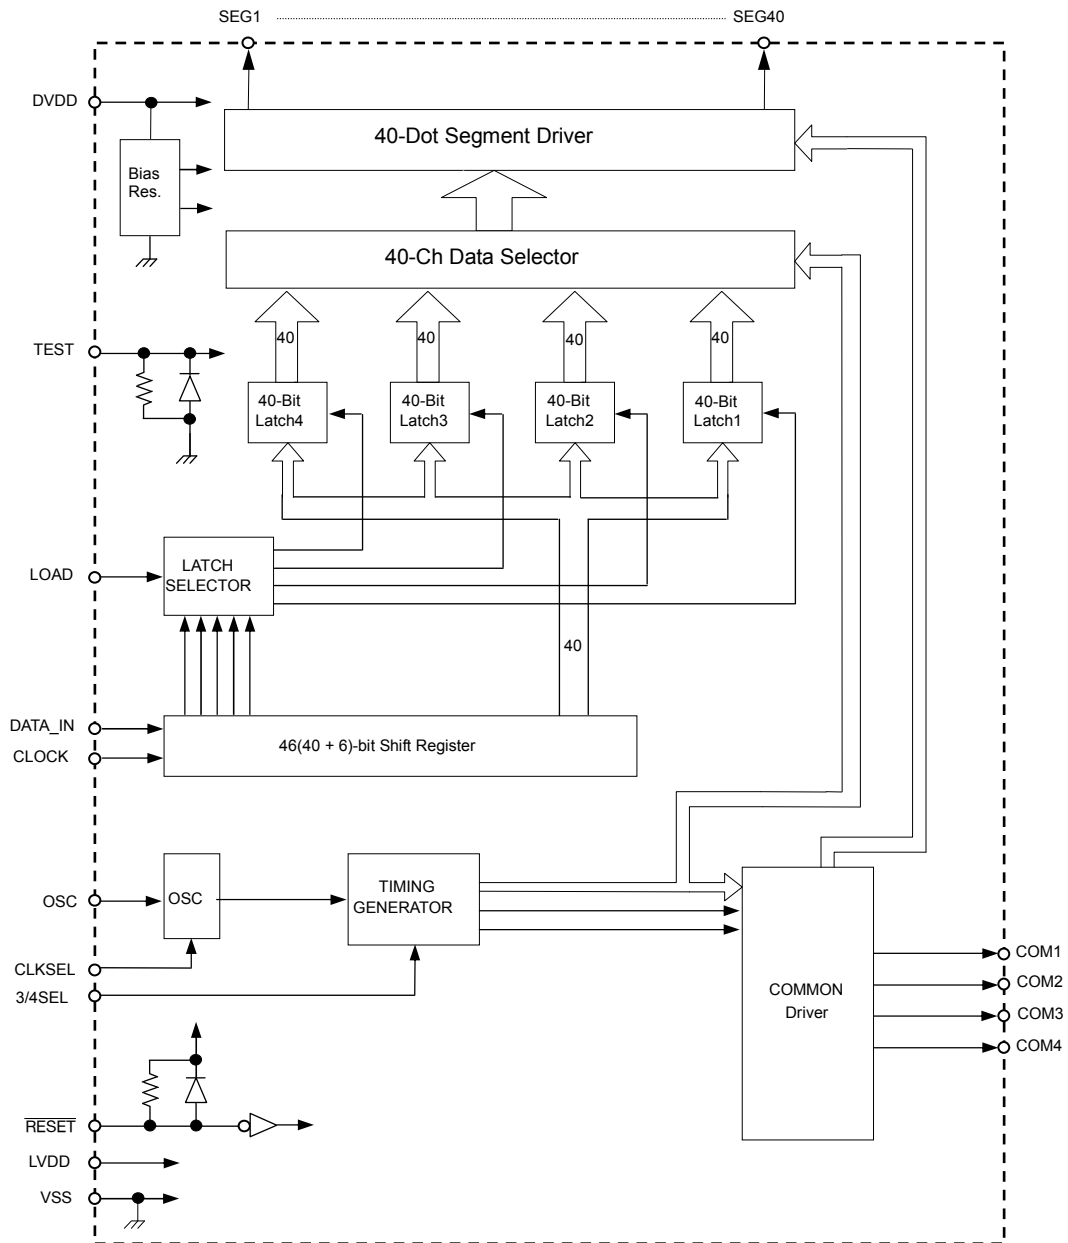 SEG1 SEG40
DVDD
40-Dot Segment Driver
Bias
Res.
40-Ch Data Selector
40 40 40 40
TEST
40-Bit
Latch4
40-Bit
Latch3
40-Bit
Latch2
40-Bit
Latch1
LOAD
LATCH
SELECTOR
40
DATA_IN
CLOCK
46(40 + 6)-bit Shift Register
OSC
OSC
TIMING
GENERATOR
CLKSEL
3/4SEL
COMMON
Driver
COM1
COM2
COM3
COM4
RESET
LVDD
VSS